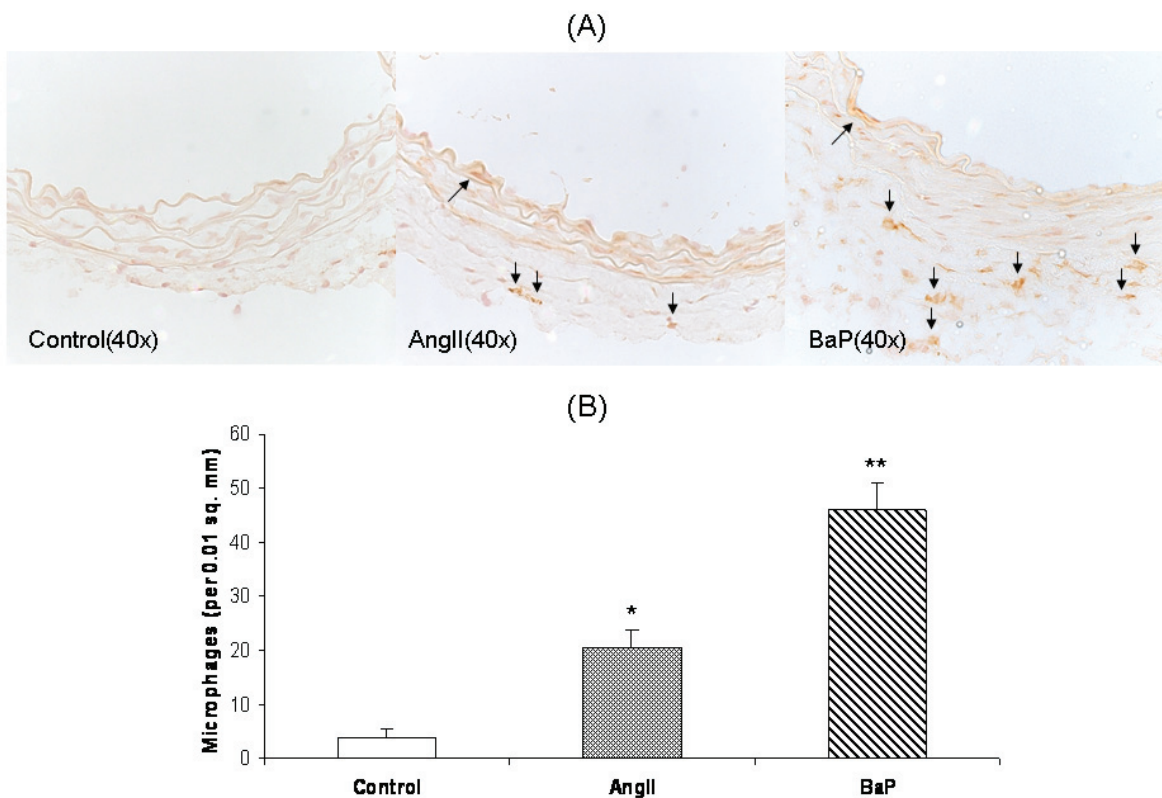 (A)
Control(40x)
AngII(40x)
BaP(40x)
(B)
Microphages (per 0.01 sq. mm)
60
50
40
30
20
10
0
*
**
Control
AngII
BaP